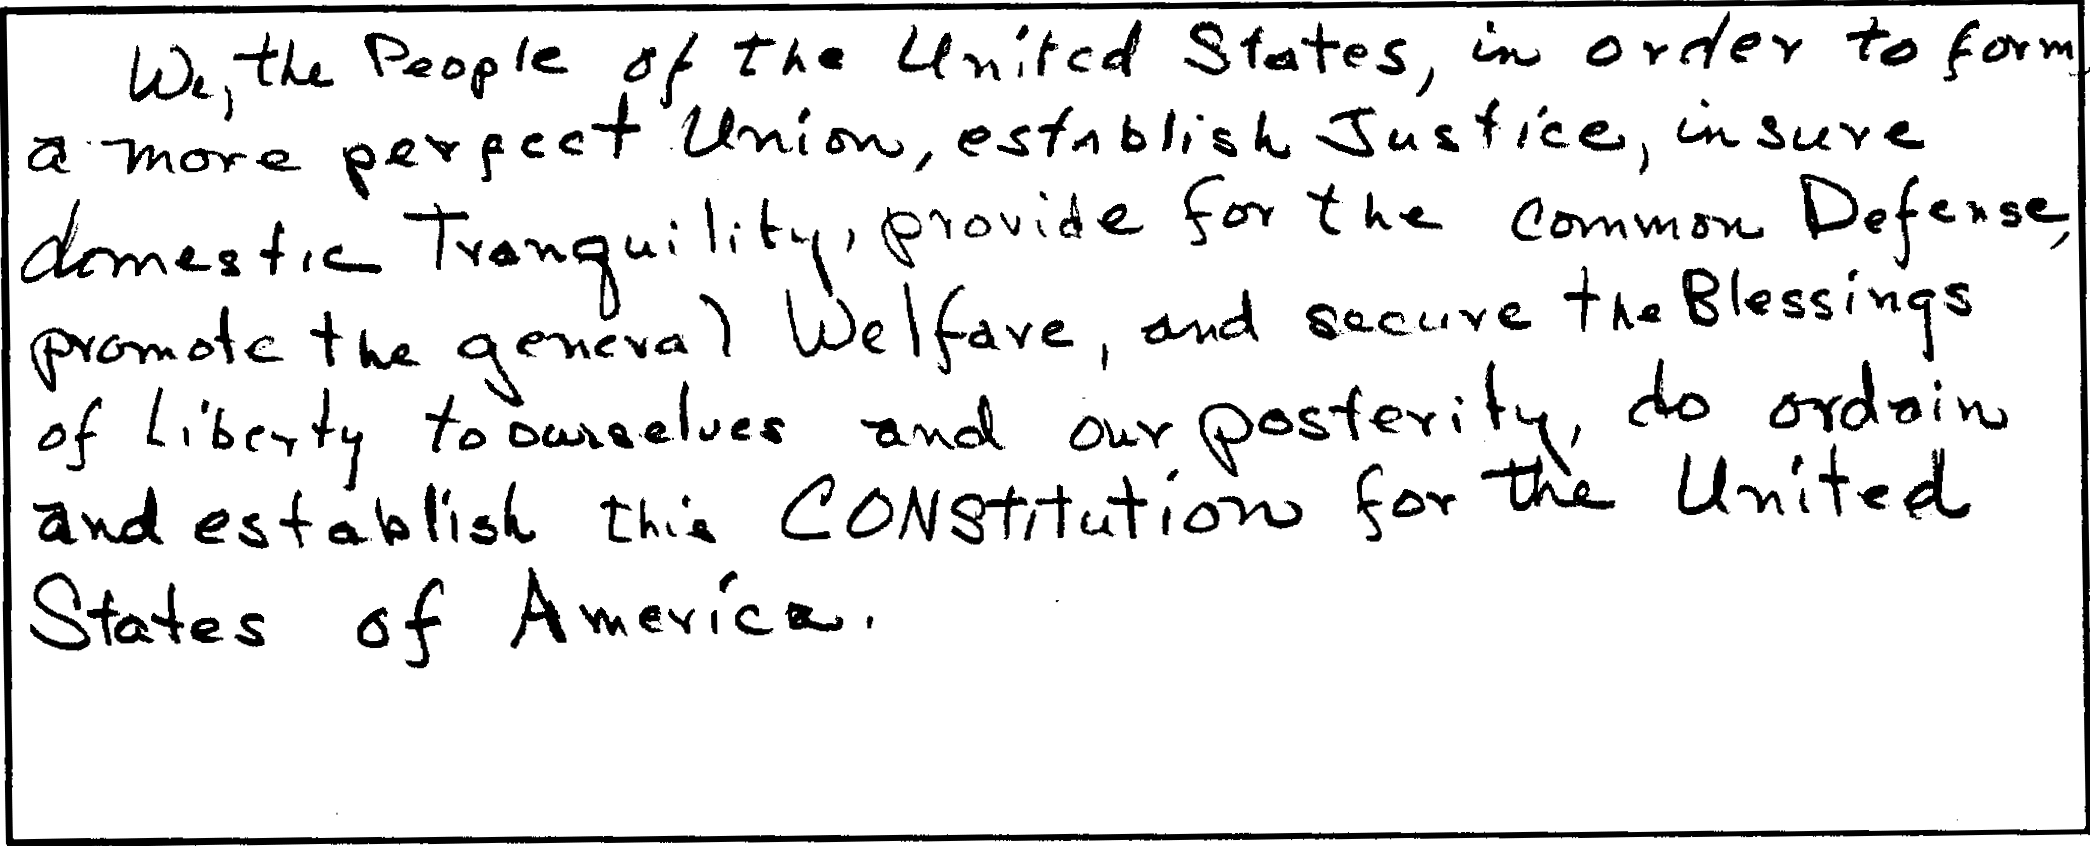 We, the People of the United States, in order to form
a more perfect Union, establish Justice, insure
domestic Tranquility, provide for the common Defense,
promote the general Welfare, and secure the Blessings
of Liberty to ourselves and our posterity, do ordain
and establish this CONStitution for the United
States of America.